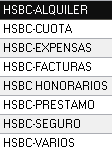 HSBC-ALQUILER
HSBC-CUOTA
HSBC-EXPENSAS
HSBC-FACTURAS
HSBC HONORARIOS
HSBC-PRESTAMO
HSBC-SEGURO
HSBC-VARIOS